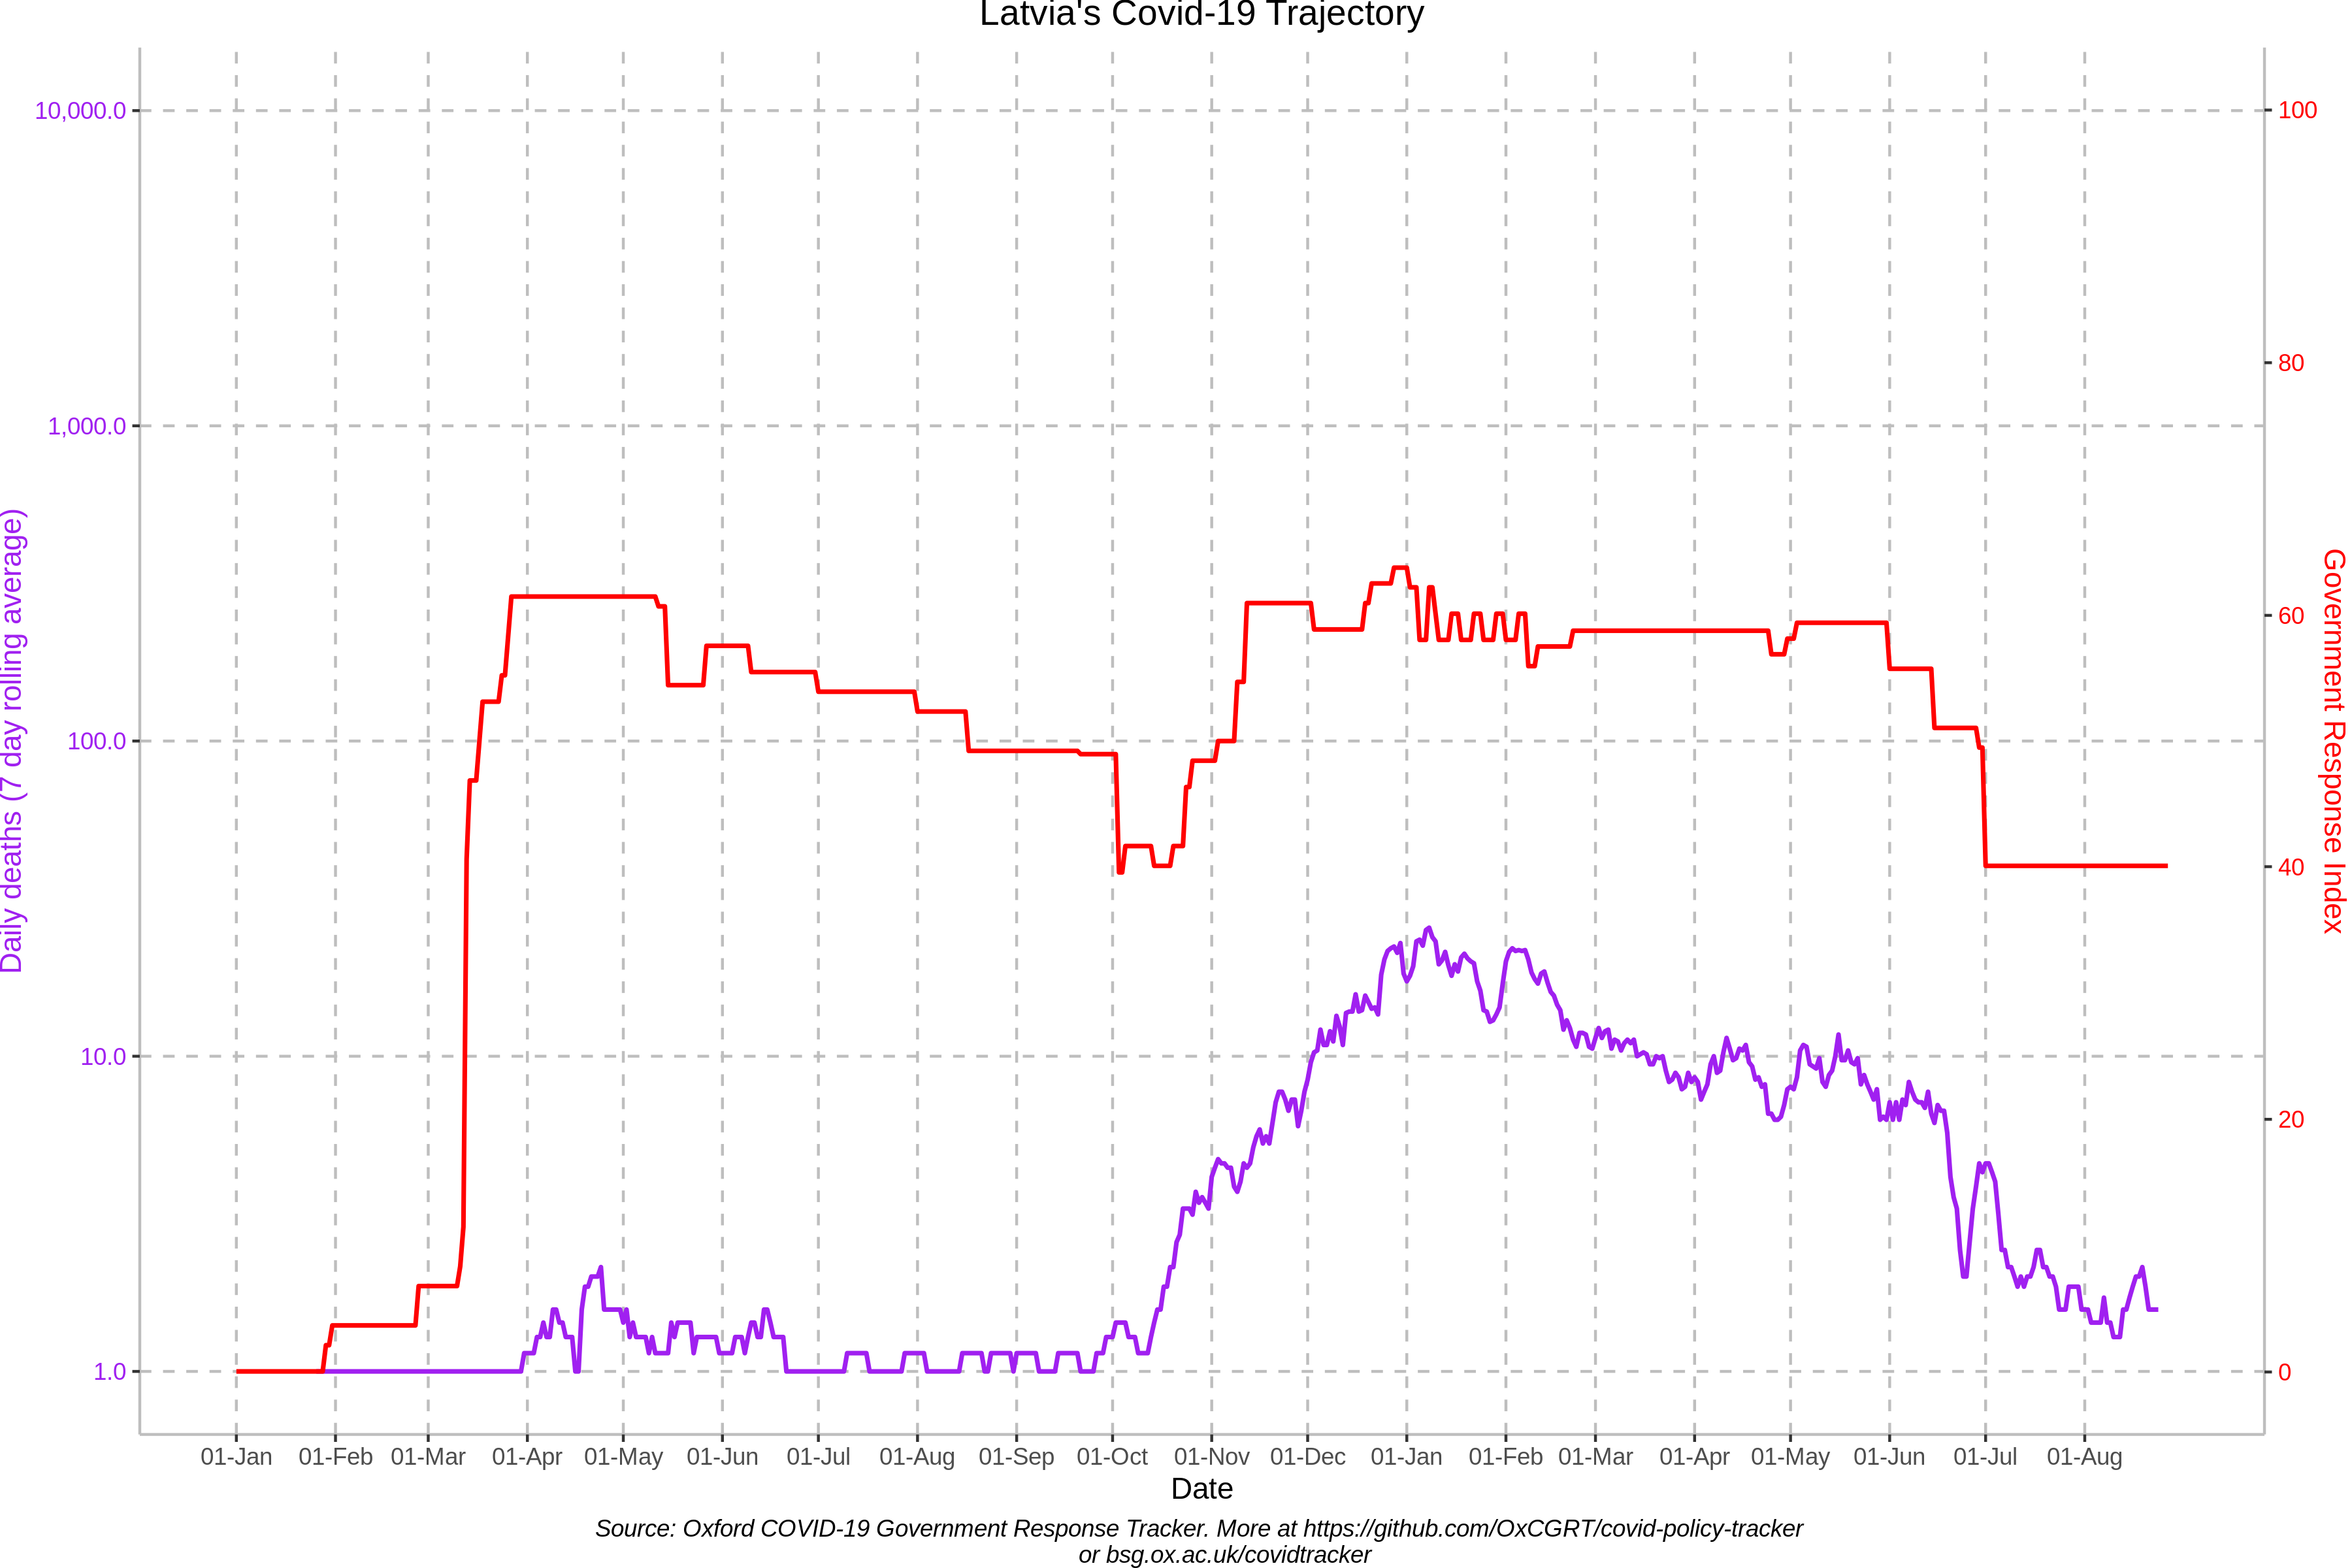 Latvia's Covid-19 Trajectory
10,000.0
1,000.0
100.0
10.0
1.0
Daily deaths (7 day rolling average)
100
80
60
40
20
0
Government Response Index
01-Jan 01-Feb 01-Mar 01-Apr 01-May 01-Jun 01-Jul 01-Aug 01-Sep 01-Oct 01-Nov 01-Dec 01-Jan 01-Feb 01-Mar 01-Apr 01-May 01-Jun 01-Jul 01-Aug
Date
Source: Oxford COVID-19 Government Response Tracker. More at https://github.com/OxCGRT/covid-policy-tracker
or bsg.ox.ac.uk/covidtracker